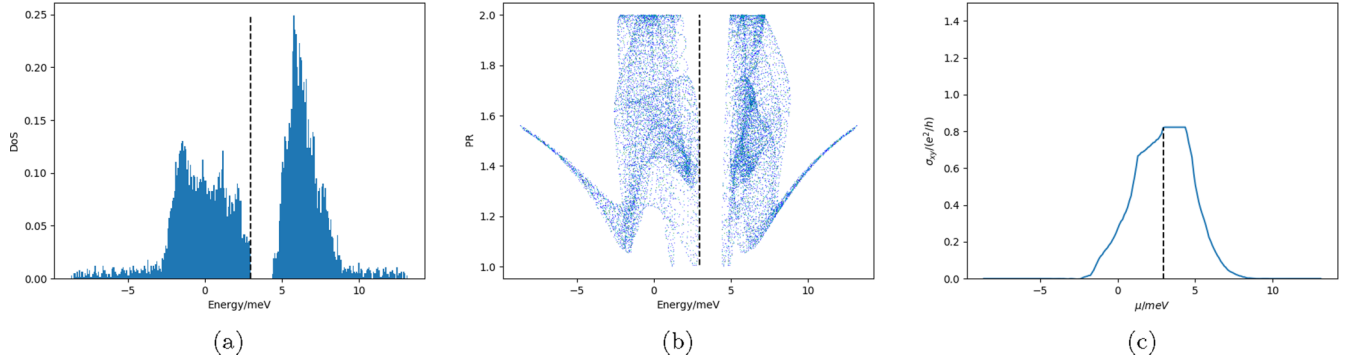 0.25
0.20
0.15
0.10
0.05
0.00
DoS
−5 0 5 10
Energy/meV
(a)
2.0
1.8
1.6
1.4
1.2
1.0
PR
−5 0 5 10
Energy/meV
(b)
1.4
1.2
1.0
0.8
0.6
0.4
0.2
0.0
σxy/(e²/h)
−5 0 5 10
μ/meV
(c)